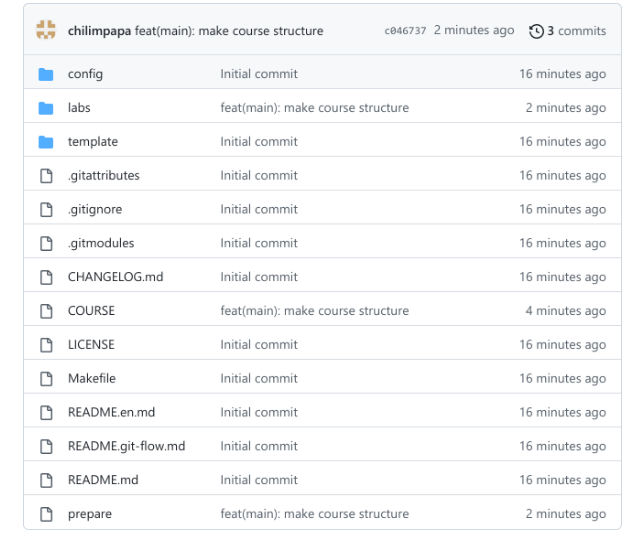 chilimpapa feat(main): make course structure c046737 2 minutes ago 3 commits
config Initial commit 16 minutes ago
labs feat(main): make course structure 2 minutes ago
template Initial commit 16 minutes ago
.gitattributes Initial commit 16 minutes ago
.gitignore Initial commit 16 minutes ago
.gitmodules Initial commit 16 minutes ago
CHANGELOG.md Initial commit 16 minutes ago
COURSE feat(main): make course structure 4 minutes ago
LICENSE Initial commit 16 minutes ago
Makefile Initial commit 16 minutes ago
README.en.md Initial commit 16 minutes ago
README.git-flow.md Initial commit 16 minutes ago
README.md Initial commit 16 minutes ago
prepare feat(main): make course structure 2 minutes ago